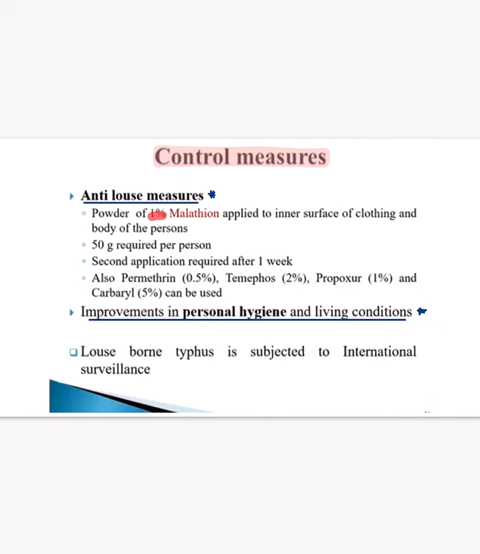 Control measures
Anti louse measures
Powder of 1% Malathion applied to inner surface of clothing and
body of the persons
50 g required per person
Second application required after 1 week
Also Permethrin (0.5%), Temephos (2%), Propoxur (1%) and
Carbaryl (5%) can be used
Improvements in personal hygiene and living conditions
Louse borne typhus is subjected to International
surveillance